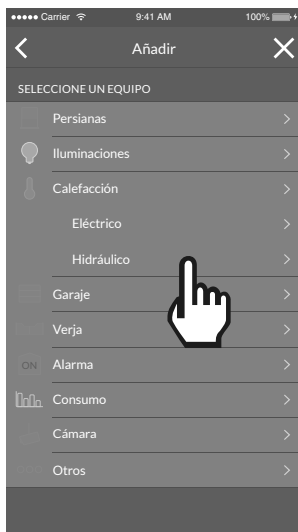 Carrier 9:41 AM 100%
Añadir
SELECCIONE UN EQUIPO
Persianas
Iluminaciones
Calefacción
Eléctrico
Hidráulico
Garaje
Verja
ON Alarma
Consumo
Cámara
Otros